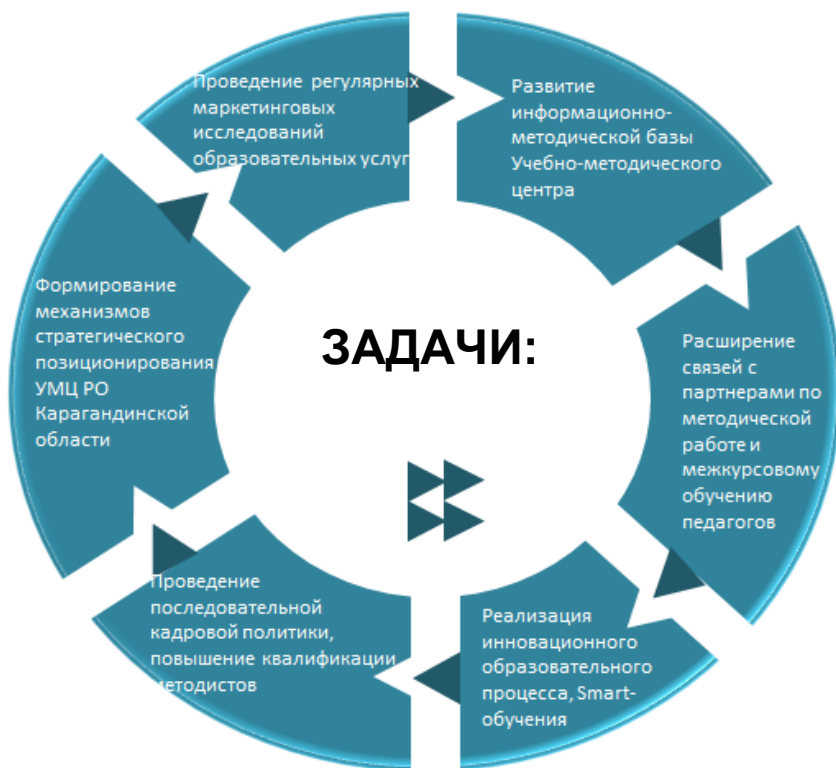 Проведение регулярных
маркетинговых
исследований
образовательных услуг
Развитие
информационно-
методической базы
Учебно-методического
центра
Расширение
связей с
партнерами по
методической
работе и
межкурсовому
обучению
педагогов
Реализация
инновационного
образовательного
процесса, Smart-
обучения
Проведение
последовательной
кадровой политики,
повышение квалификации
методистов
Формирование
механизмов
стратегического
позиционирования
УМЦ РО
Карагандинской
области
ЗАДАЧИ: